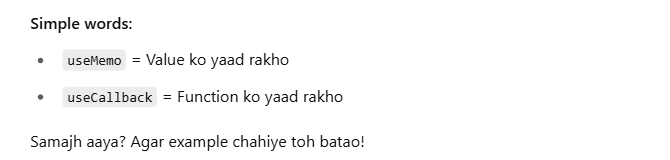 Simple words:
useMemo = Value ko yaad rakho
useCallback = Function ko yaad rakho
Samajh aaya? Agar example chahiye toh batao!